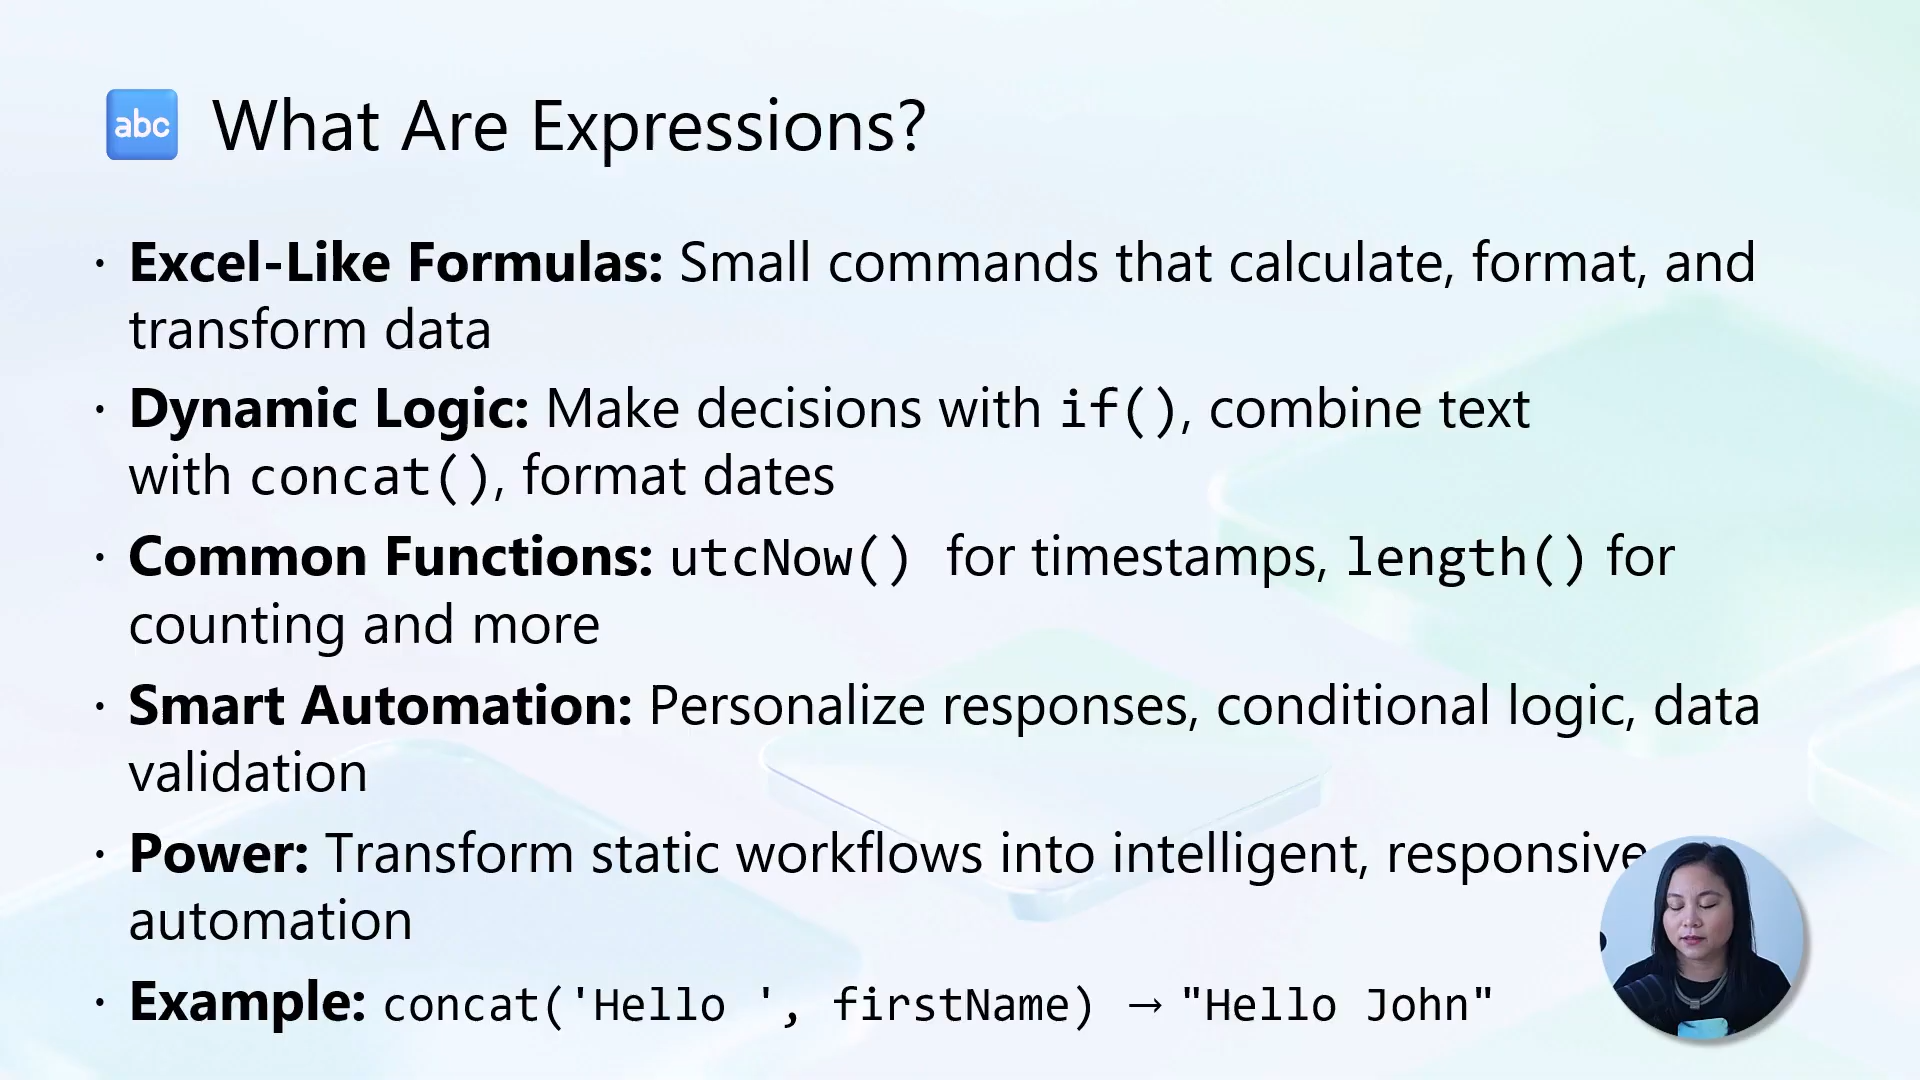 abc What Are Expressions?
· Excel-Like Formulas: Small commands that calculate, format, and
transform data
· Dynamic Logic: Make decisions with if(), combine text
with concat(), format dates
· Common Functions: utcNow() for timestamps, length() for
counting and more
· Smart Automation: Personalize responses, conditional logic, data
validation
· Power: Transform static workflows into intelligent, responsive
automation
· Example: concat('Hello ', firstName) → "Hello John"